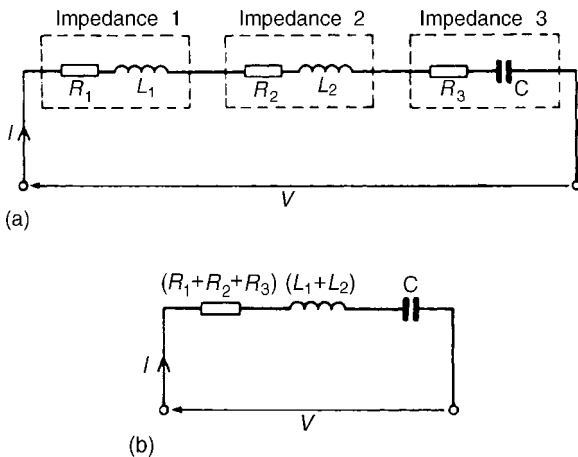 Impedance 1 Impedance 2 Impedance 3
R1 L1 R2 L2 R3 C
I
V
(a)
(R1+R2+R3) (L1+L2) C
I
V
(b)